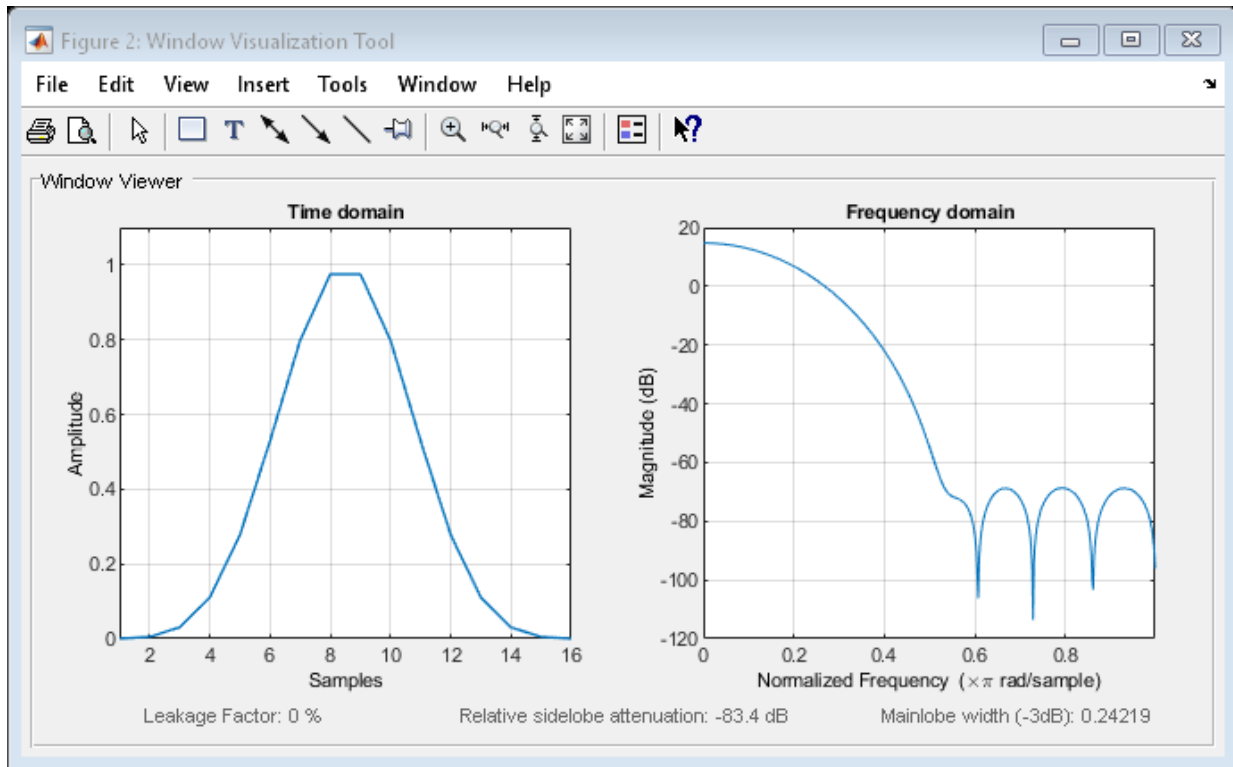 Figure 2: Window Visualization Tool
File Edit View Insert Tools Window Help
T
?
Window Viewer
Time domain
1
0.8
0.6
0.4
0.2
0
2 4 6 8 10 12 14 16
Amplitude
Samples
Frequency domain
20
0
-20
-40
-60
-80
-100
-120
0 0.2 0.4 0.6 0.8
Magnitude (dB)
Normalized Frequency (×π rad/sample)
Leakage Factor: 0 % Relative sidelobe attenuation: -83.4 dB Mainlobe width (-3dB): 0.24219